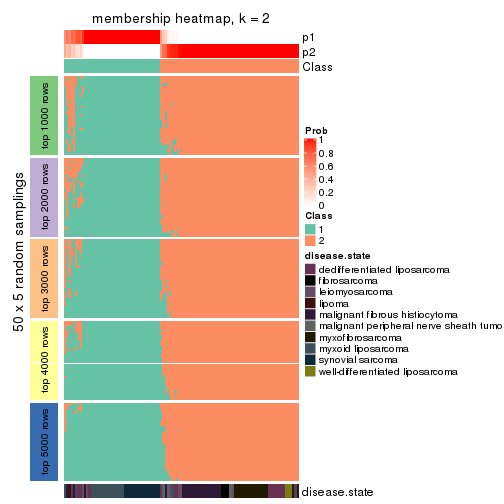 membership heatmap, k = 2
p1
p2
Class
50 x 5 random samplings
top 1000 rows
top 2000 rows
top 3000 rows
top 4000 rows
top 5000 rows
Prob
1
0.8
0.6
0.4
0.2
0
Class
1
2
disease.state
dedifferentiated liposarcoma
fibrosarcoma
leiomyosarcoma
lipoma
malignant fibrous histiocytoma
malignant peripheral nerve sheath tumo
myxofibrosarcoma
myxoid liposarcoma
synovial sarcoma
well-differentiated liposarcoma
disease.state